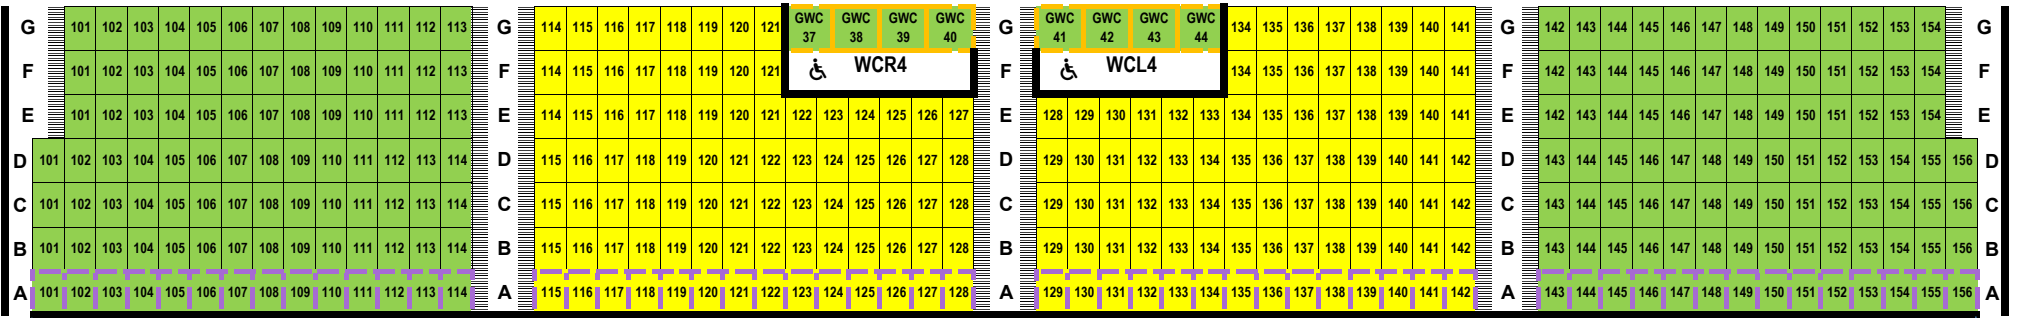 GWC GWC GWC GWC GWC GWC GWC GWC
G 101 102 103 104 105 106 107 108 109 110 111 112 113 G 114 115 116 117 118 119 120 121 37 38 39 40 G 41 42 43 44 134 135 136 137 138 139 140 141 G 142 143 144 145 146 147 148 149 150 151 152 153 154 G
F 101 102 103 104 105 106 107 108 109 110 111 112 113 F 114 115 116 117 118 119 120 121 WCR4 F WCL4 134 135 136 137 138 139 140 141 F 142 143 144 145 146 147 148 149 150 151 152 153 154 F
E 101 102 103 104 105 106 107 108 109 110 111 112 113 E 114 115 116 117 118 119 120 121 122 123 124 125 126 127 E 128 129 130 131 132 133 134 135 136 137 138 139 140 141 E 142 143 144 145 146 147 148 149 150 151 152 153 154 E
D 101 102 103 104 105 106 107 108 109 110 111 112 113 114 D 115 116 117 118 119 120 121 122 123 124 125 126 127 128 D 129 130 131 132 133 134 135 136 137 138 139 140 141 142 D 143 144 145 146 147 148 149 150 151 152 153 154 155 156 D
C 101 102 103 104 105 106 107 108 109 110 111 112 113 114 C 115 116 117 118 119 120 121 122 123 124 125 126 127 128 C 129 130 131 132 133 134 135 136 137 138 139 140 141 142 C 143 144 145 146 147 148 149 150 151 152 153 154 155 156 C
B 101 102 103 104 105 106 107 108 109 110 111 112 113 114 B 115 116 117 118 119 120 121 122 123 124 125 126 127 128 B 129 130 131 132 133 134 135 136 137 138 139 140 141 142 B 143 144 145 146 147 148 149 150 151 152 153 154 155 156 B
A 101 102 103 104 105 106 107 108 109 110 111 112 113 114 A 115 116 117 118 119 120 121 122 123 124 125 126 127 128 A 129 130 131 132 133 134 135 136 137 138 139 140 141 142 A 143 144 145 146 147 148 149 150 151 152 153 154 155 156 A